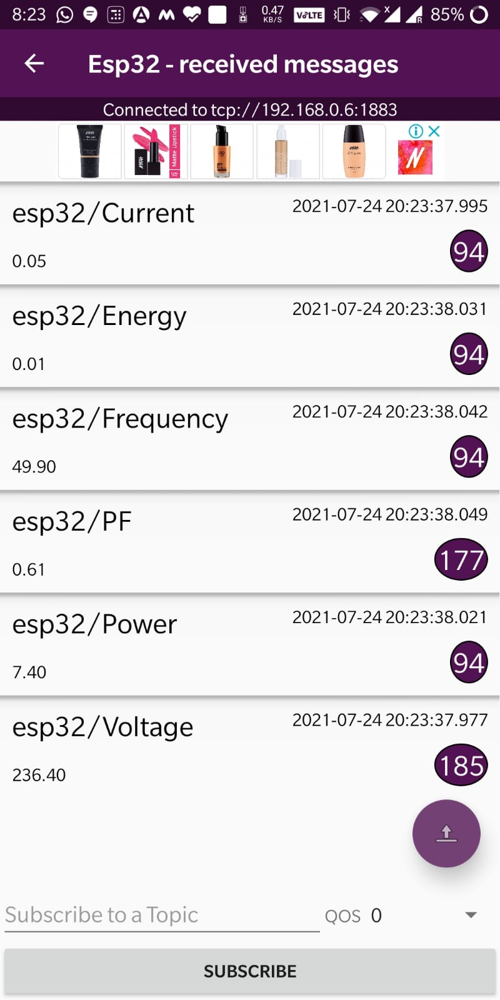 8:23 0.47 KB/S VoLTE X R 85%
Esp32 - received messages
Connected to tcp://192.168.0.6:1883
Matte Lipstick
N
esp32/Current 2021-07-24 20:23:37.995
94
0.05
esp32/Energy 2021-07-24 20:23:38.031
94
0.01
esp32/Frequency 2021-07-24 20:23:38.042
94
49.90
esp32/PF 2021-07-24 20:23:38.049
177
0.61
esp32/Power 2021-07-24 20:23:38.021
94
7.40
esp32/Voltage 2021-07-24 20:23:37.977
185
236.40
Subscribe to a Topic QOS 0
SUBSCRIBE